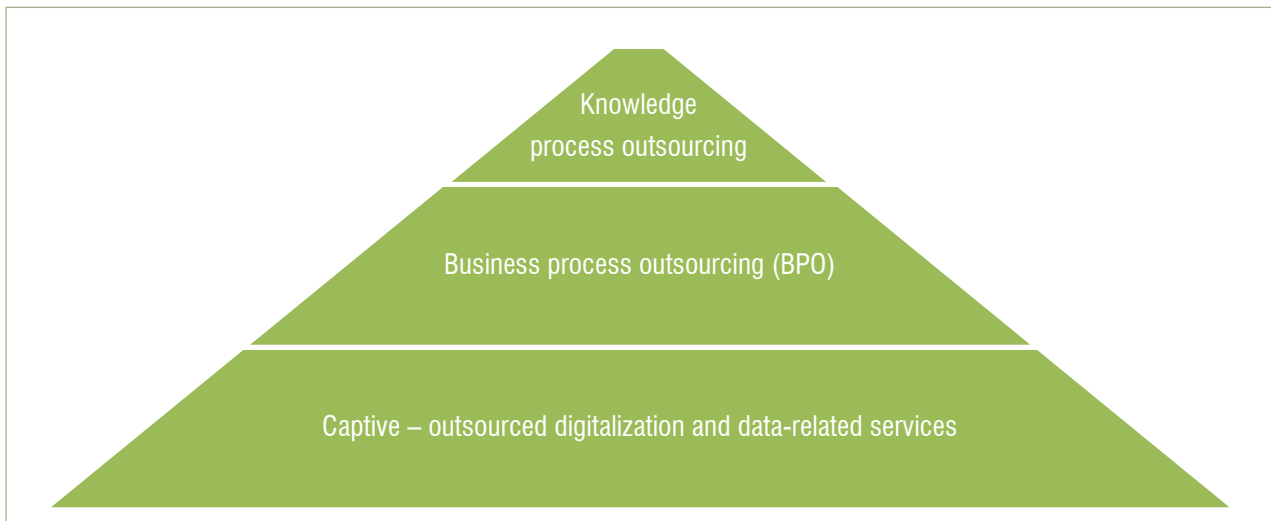 Knowledge
process outsourcing
Business process outsourcing (BPO)
Captive – outsourced digitalization and data-related services